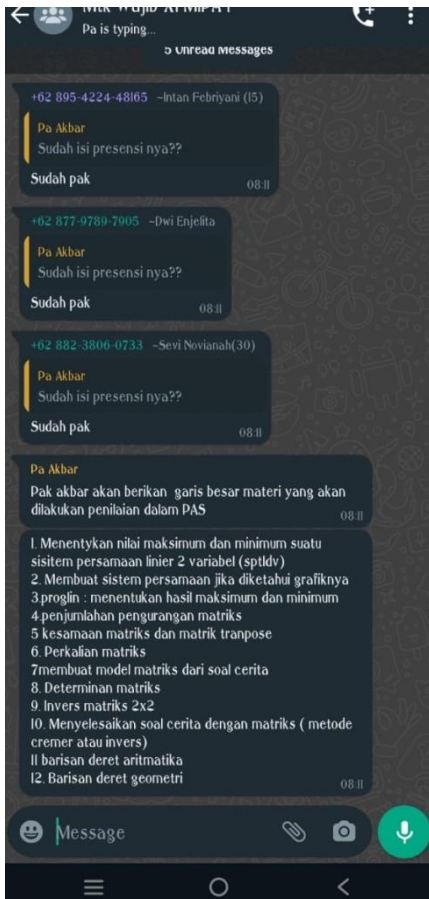 Mtk Wajib XI MIPA 1
Pa is typing...
5 Unread Messages
+62 895-4224-48165 ~Intan Febriyani (15)
Pa Akbar
Sudah isi presensi nya??
Sudah pak
08:11
+62 877-9789-7905 ~Dwi Enjelita
Pa Akbar
Sudah isi presensi nya??
Sudah pak
08:11
+62 882-3806-0733 ~Sevi Novianah(30)
Pa Akbar
Sudah isi presensi nya??
Sudah pak
08:11
Pa Akbar
Pak akbar akan berikan garis besar materi yang akan
dilakukan penilaian dalam PAS
08:11
1. Menentykan nilai maksimum dan minimum suatu
sisitem persamaan linier 2 variabel (sptldv)
2. Membuat sistem persamaan jika diketahui grafiknya
3.proglin : menentukan hasil maksimum dan minimum
4.penjumlahan pengurangan matriks
5 kesamaan matriks dan matrik tranpose
6. Perkalian matriks
7membuat model matriks dari soal cerita
8. Determinan matriks
9. Invers matriks 2x2
10. Menyelesaikan soal cerita dengan matriks ( metode
cremer atau invers)
11 barisan deret aritmatika
12. Barisan deret geometri
08:11
Message